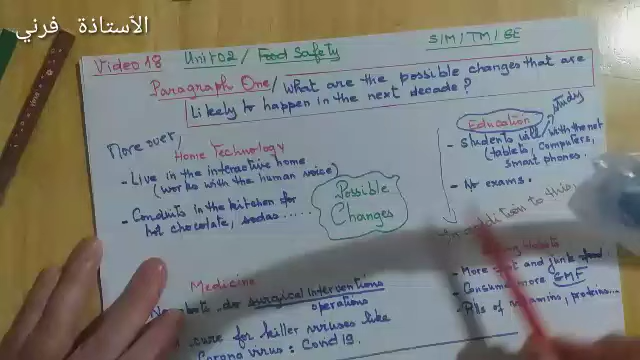 الأستاذة فرني
Video 18 Unit 02 / Food Safety
S/M/TM/GE
Paragraph One / What are the possible changes that are
Likely to happen in the next decade?
More over,
Home Technology
- Live in the interactive home
(works with the human voice)
- Conduits in the kitchen for
hot chocolate, sodas.....
Possible
Changes
Education
study
- Students will / with the net
(tablets, computers,
smart phones.
- No exams.
In addition to this,
- More fast and junk food.
- Consume more GMF
- Pills of vitamins, proteins...
Medicine
surgical interventions
operations
cure for killer viruses like
Corona virus: Covid 19.